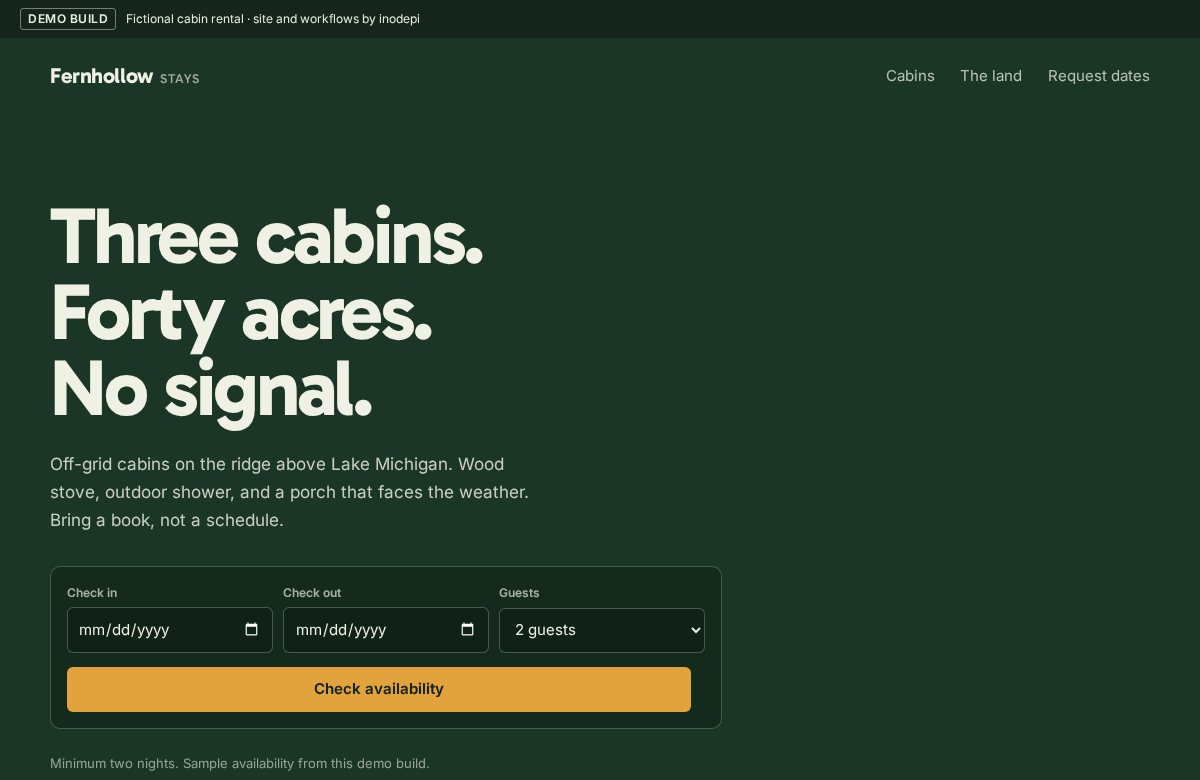 DEMO BUILD Fictional cabin rental · site and workflows by inodepi
Fernhollow STAYS
Cabins The land Request dates
Three cabins.
Forty acres.
No signal.
Off-grid cabins on the ridge above Lake Michigan. Wood
stove, outdoor shower, and a porch that faces the weather.
Bring a book, not a schedule.
Check in Check out Guests
mm/dd/yyyy mm/dd/yyyy 2 guests
Check availability
Minimum two nights. Sample availability from this demo build.